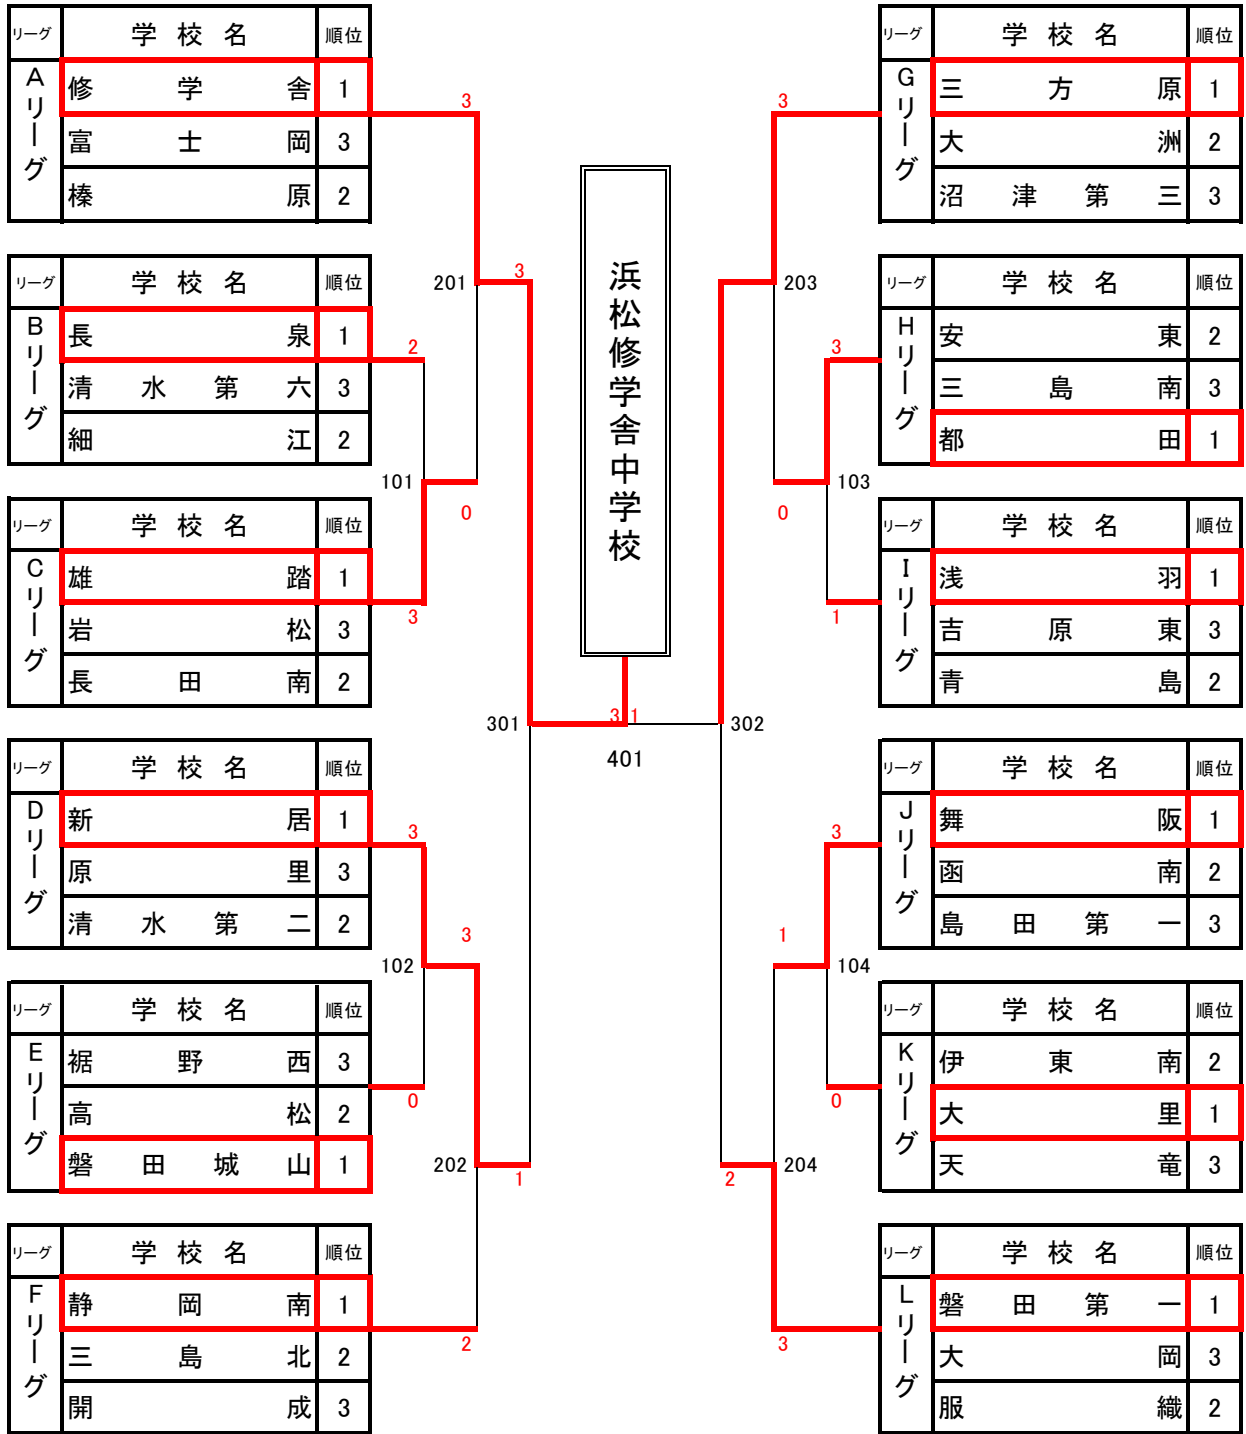 リーグ 学校名 順位
Aリーグ 修学舎 1
富士岡 3
榛原 2
リーグ 学校名 順位
Bリーグ 長泉 1
清水第六 3
細江 2
リーグ 学校名 順位
Cリーグ 雄踏 1
岩松 3
長田南 2
リーグ 学校名 順位
Dリーグ 新居 1
原里 3
清水第二 2
リーグ 学校名 順位
Eリーグ 裾野西 3
高松 2
磐田城山 1
リーグ 学校名 順位
Fリーグ 静岡南 1
三島北 2
開成 3
3
201
3
2
101
0
3
301
3
3
102
0
202
1
2
浜松修学舎中学校
3 1
401
3
203
3
103
0
1
302
3
1
104
0
2
204
3
リーグ 学校名 順位
Gリーグ 三方原 1
大洲 2
沼津第三 3
リーグ 学校名 順位
Hリーグ 安東 2
三島南 3
都田 1
リーグ 学校名 順位
Iリーグ 浅羽 1
吉原東 3
青島 2
リーグ 学校名 順位
Jリーグ 舞阪 1
函南 2
島田第一 3
リーグ 学校名 順位
Kリーグ 伊東南 2
大里 1
天竜 3
リーグ 学校名 順位
Lリーグ 磐田第一 1
大岡 3
服織 2